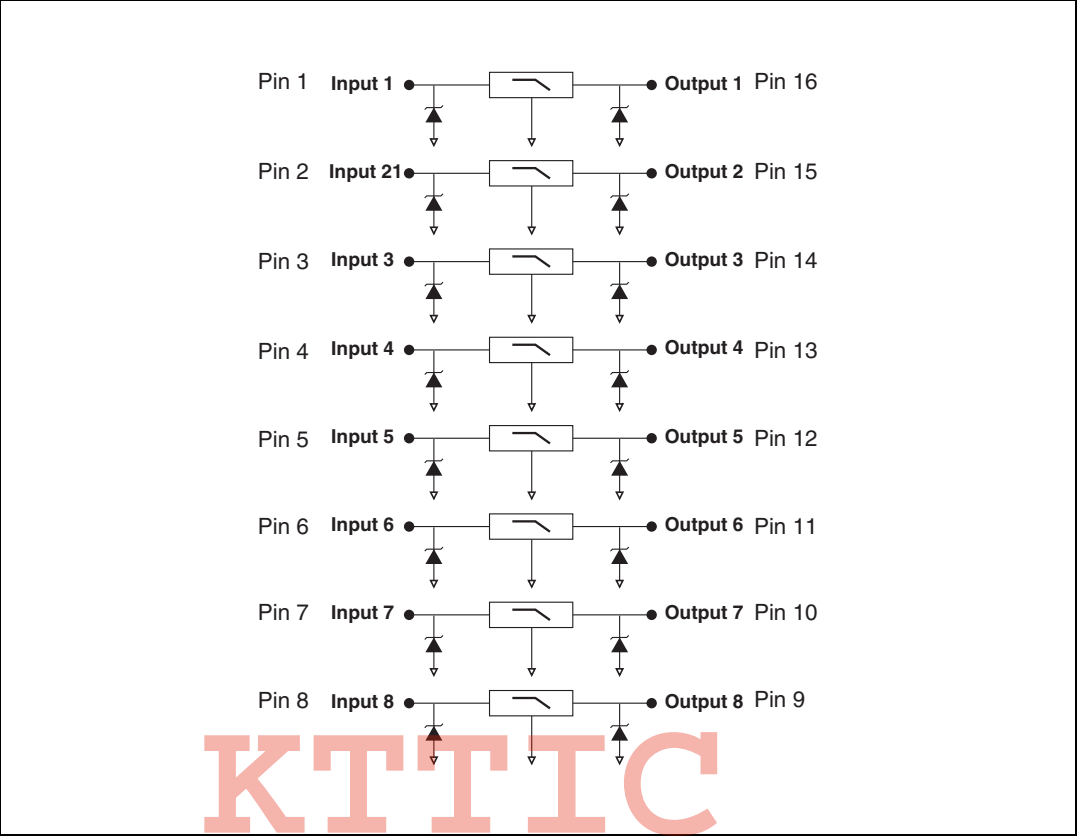 Pin 1 Input 1 Output 1 Pin 16
Pin 2 Input 21 Output 2 Pin 15
Pin 3 Input 3 Output 3 Pin 14
Pin 4 Input 4 Output 4 Pin 13
Pin 5 Input 5 Output 5 Pin 12
Pin 6 Input 6 Output 6 Pin 11
Pin 7 Input 7 Output 7 Pin 10
Pin 8 Input 8 Output 8 Pin 9
KTTIC